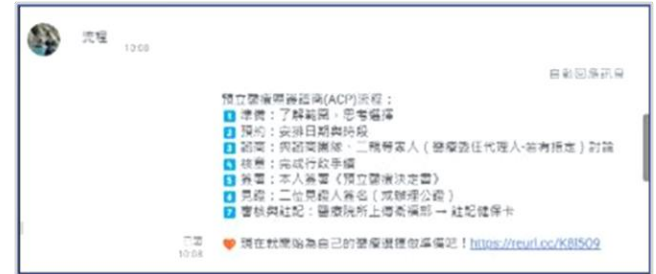 流程
10:08
自動回應訊息
預立醫療照護諮商(ACP)流程：
1 準備：了解範圍，思考選擇
2 預約：安排日期與時段
3 諮商：與諮商團隊、二親等家人（醫療委任代理人-若有指定）討論
4 核章：完成行政手續
5 簽署：本人簽署《預立醫療決定書》
6 見證：二位見證人簽名（或辦理公證）
7 審核與註記：醫療院所上傳衛福部 → 註記健保卡
已讀
10:08
現在就開始為自己的醫療選擇做準備吧！https://reurl.cc/K8l5O9